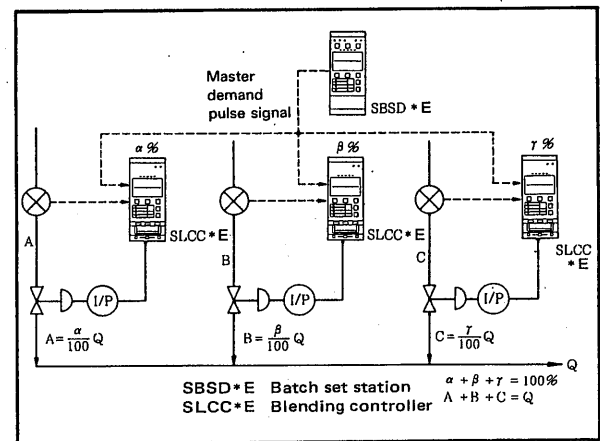 Master
demand
pulse signal
SBSD*E
α%
β%
γ%
SLCC*E
SLCC*E
SLCC
*E
A
B
C
I/P
I/P
I/P
A=α/100 Q
B=β/100 Q
C=γ/100 Q
Q
SBSD*E Batch set station
SLCC*E Blending controller
α+β+γ=100%
A+B+C=Q